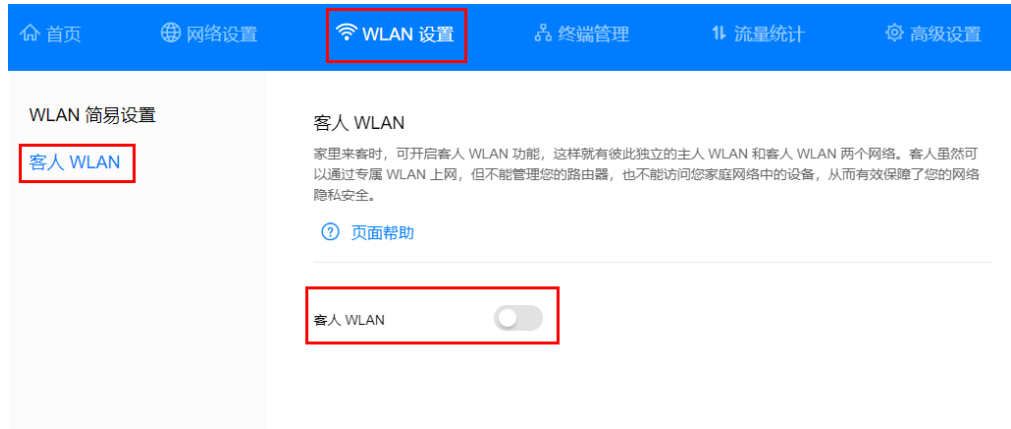 首页 网络设置 WLAN 设置 终端管理 流量统计 高级设置
WLAN 简易设置
客人 WLAN
客人 WLAN
家里来客时，可开启客人 WLAN 功能，这样就有彼此独立的主人 WLAN 和客人 WLAN 两个网络。客人虽然可
以通过专属 WLAN 上网，但不能管理您的路由器，也不能访问您家庭网络中的设备，从而有效保障了您的网络
隐私安全。
页面帮助
客人 WLAN